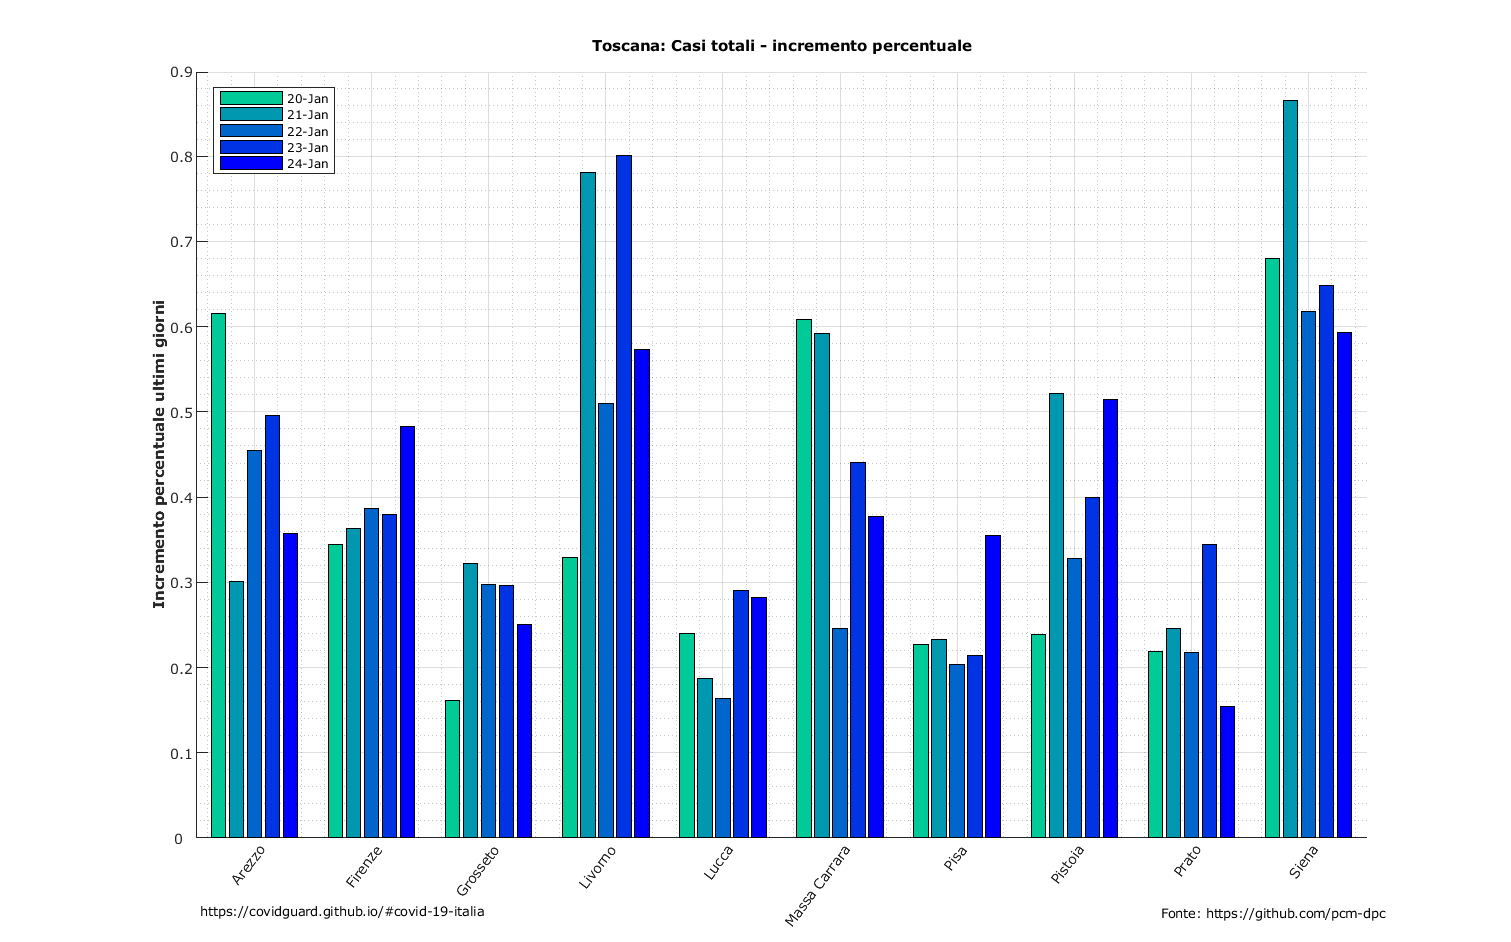 Toscana: Casi totali - incremento percentuale
0.9
0.8
0.7
0.6
0.5
0.4
0.3
0.2
0.1
0
Incremento percentuale ultimi giorni
20-Jan
21-Jan
22-Jan
23-Jan
24-Jan
Arezzo
Firenze
Grosseto
Livorno
Lucca
Massa Carrara
Pisa
Pistoia
Prato
Siena
https://covidguard.github.io/#covid-19-italia
Fonte: https://github.com/pcm-dpc